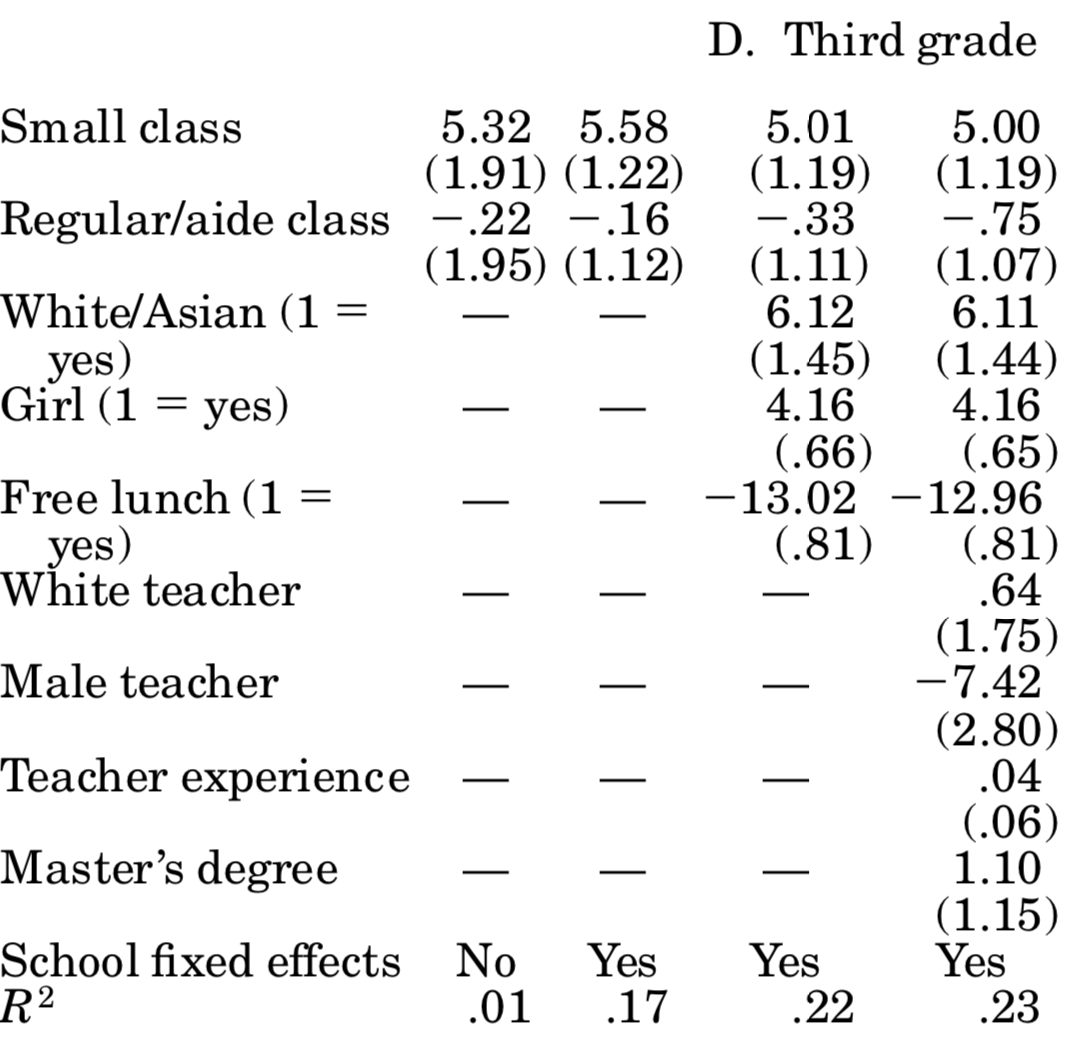 D. Third grade
Small class 5.32 5.58 5.01 5.00
(1.91) (1.22) (1.19) (1.19)
Regular/aide class −.22 −.16 −.33 −.75
(1.95) (1.12) (1.11) (1.07)
White/Asian (1 = — — 6.12 6.11
yes) (1.45) (1.44)
Girl (1 = yes) — — 4.16 4.16
(.66) (.65)
Free lunch (1 = — — −13.02 −12.96
yes) (.81) (.81)
White teacher — — — .64
(1.75)
Male teacher — — — −7.42
(2.80)
Teacher experience — — — .04
(.06)
Master’s degree — — — 1.10
(1.15)
School fixed effects No Yes Yes Yes
R² .01 .17 .22 .23